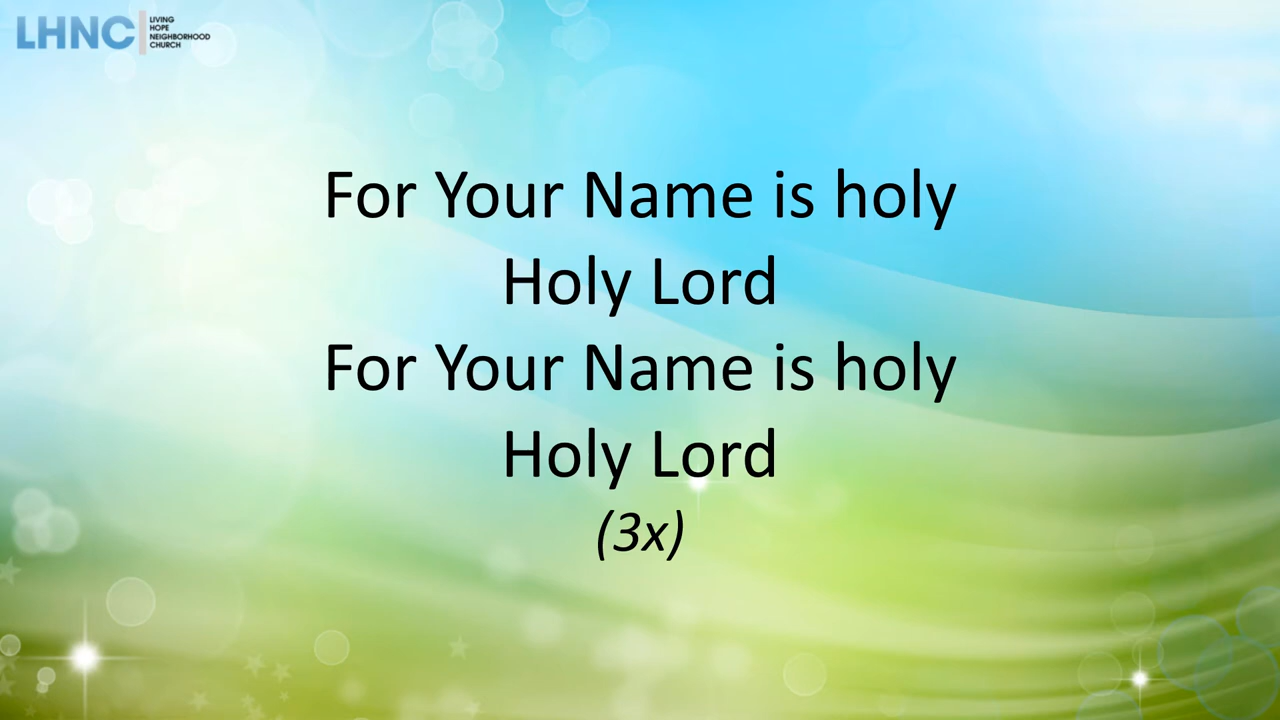 LHNC
LIVING
HOPE
NEIGHBORHOOD
CHURCH
For Your Name is holy
Holy Lord
For Your Name is holy
Holy Lord
(3x)